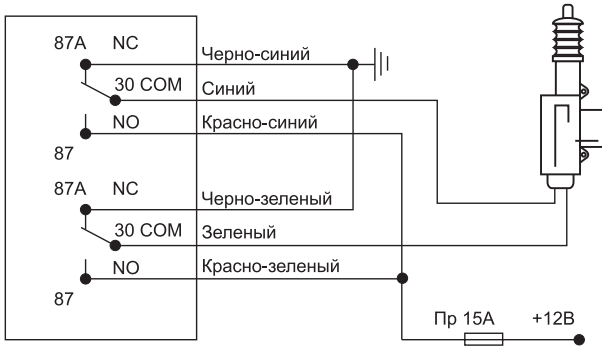 87A NC
Черно-синий
30 COM
Синий
NO
Красно-синий
87
87A NC
Черно-зеленый
30 COM
Зеленый
NO
Красно-зеленый
87
Пр 15А +12В